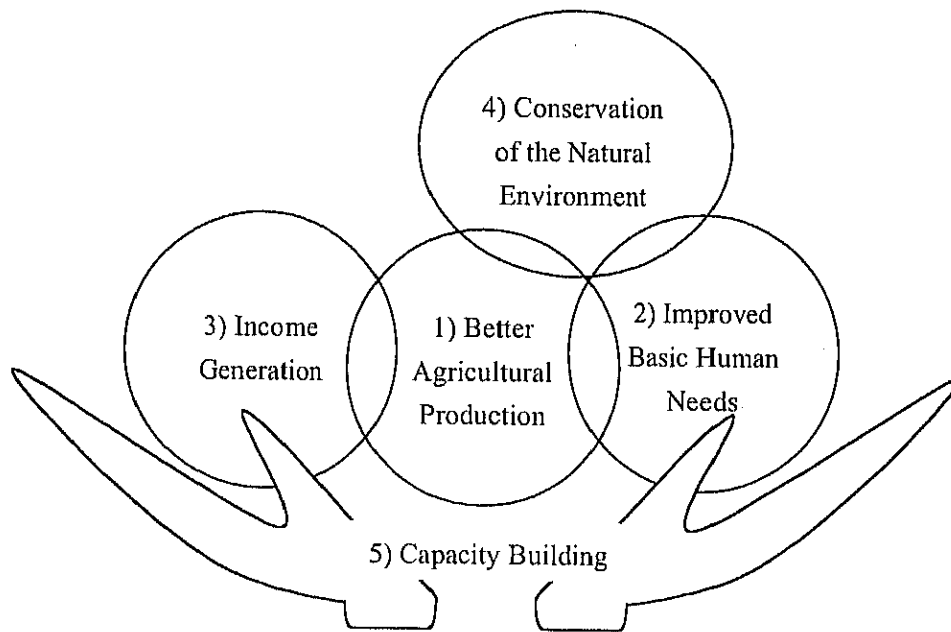 4) Conservation
of the Natural
Environment
3) Income
Generation
1) Better
Agricultural
Production
2) Improved
Basic Human
Needs
5) Capacity Building